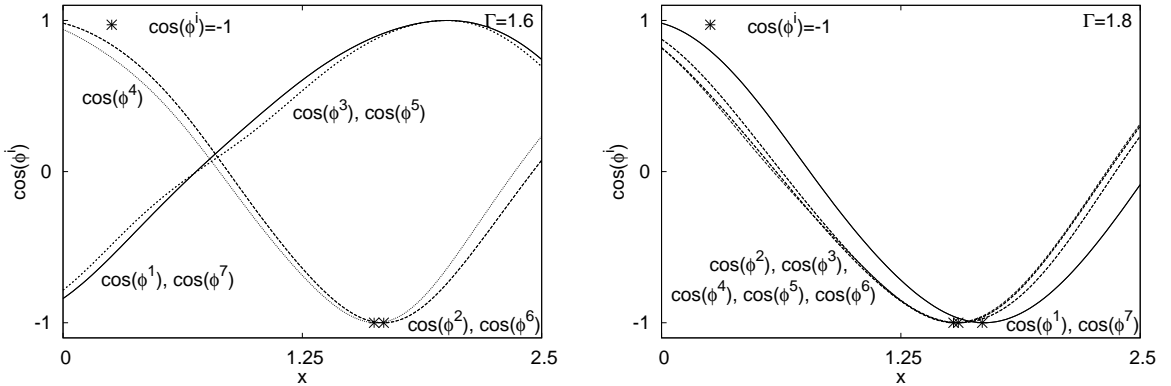 1
cos(ϕ^i)=-1
Γ=1.6
cos(ϕ^4)
cos(ϕ^3), cos(ϕ^5)
cos(ϕ^i)
0
cos(ϕ^1), cos(ϕ^7)
-1
cos(ϕ^2), cos(ϕ^6)
0
1.25
2.5
x
1
cos(ϕ^i)=-1
Γ=1.8
cos(ϕ^i)
0
cos(ϕ^2), cos(ϕ^3),
cos(ϕ^4), cos(ϕ^5), cos(ϕ^6)
-1
cos(ϕ^1), cos(ϕ^7)
0
1.25
2.5
x